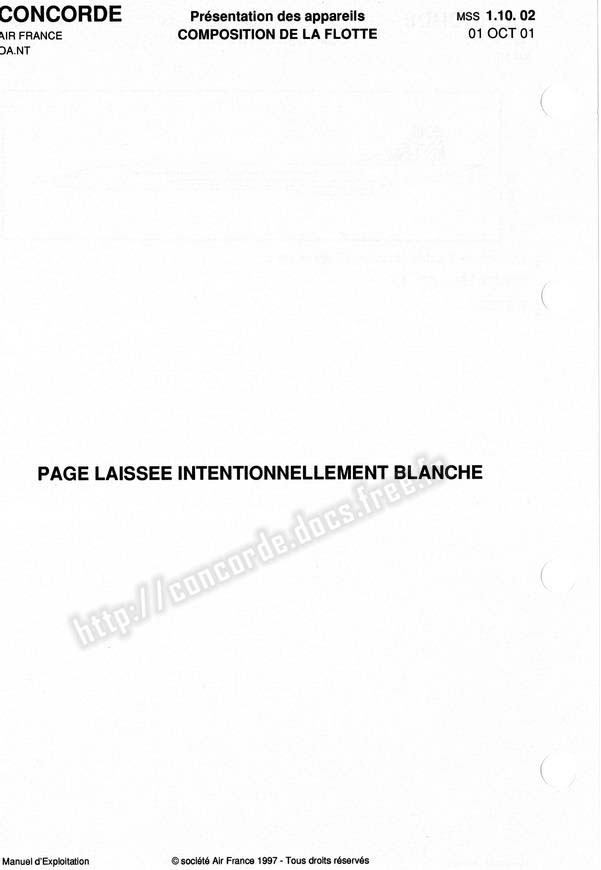 CONCORDE
AIR FRANCE
OA.NT
Présentation des appareils
COMPOSITION DE LA FLOTTE
MSS 1.10. 02
01 OCT 01
PAGE LAISSEE INTENTIONNELLEMENT BLANCHE
http://concorde.docs.free.fr
Manuel d'Exploitation
© société Air France 1997 - Tous droits réservés